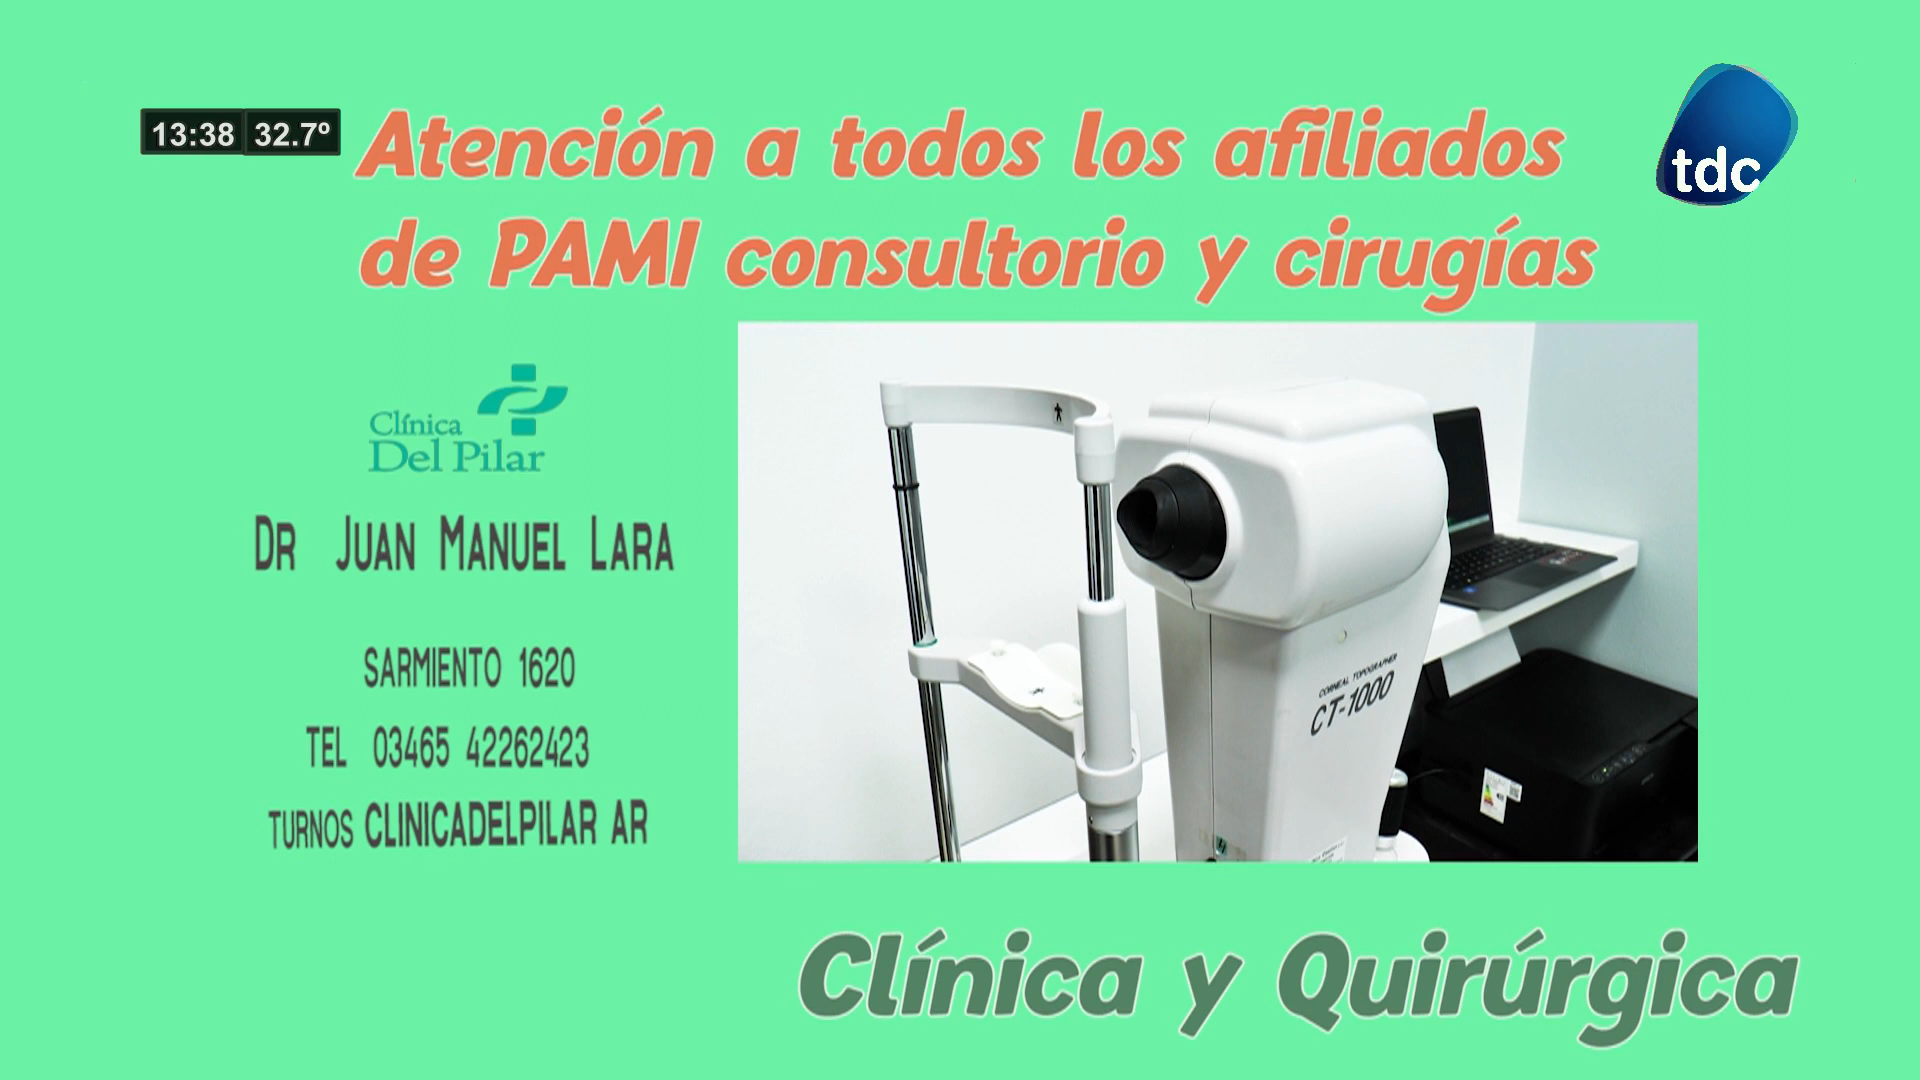 13:38 32.7º
Atención a todos los afiliados
de PAMI consultorio y cirugías
tdc
Clínica
Del Pilar
DR JUAN MANUEL LARA
SARMIENTO 1620
TEL 03465 42262423
TURNOS CLINICADELPILAR AR
CORNEAL TOPOGRAPHER
CT-1000
Clínica y Quirúrgica